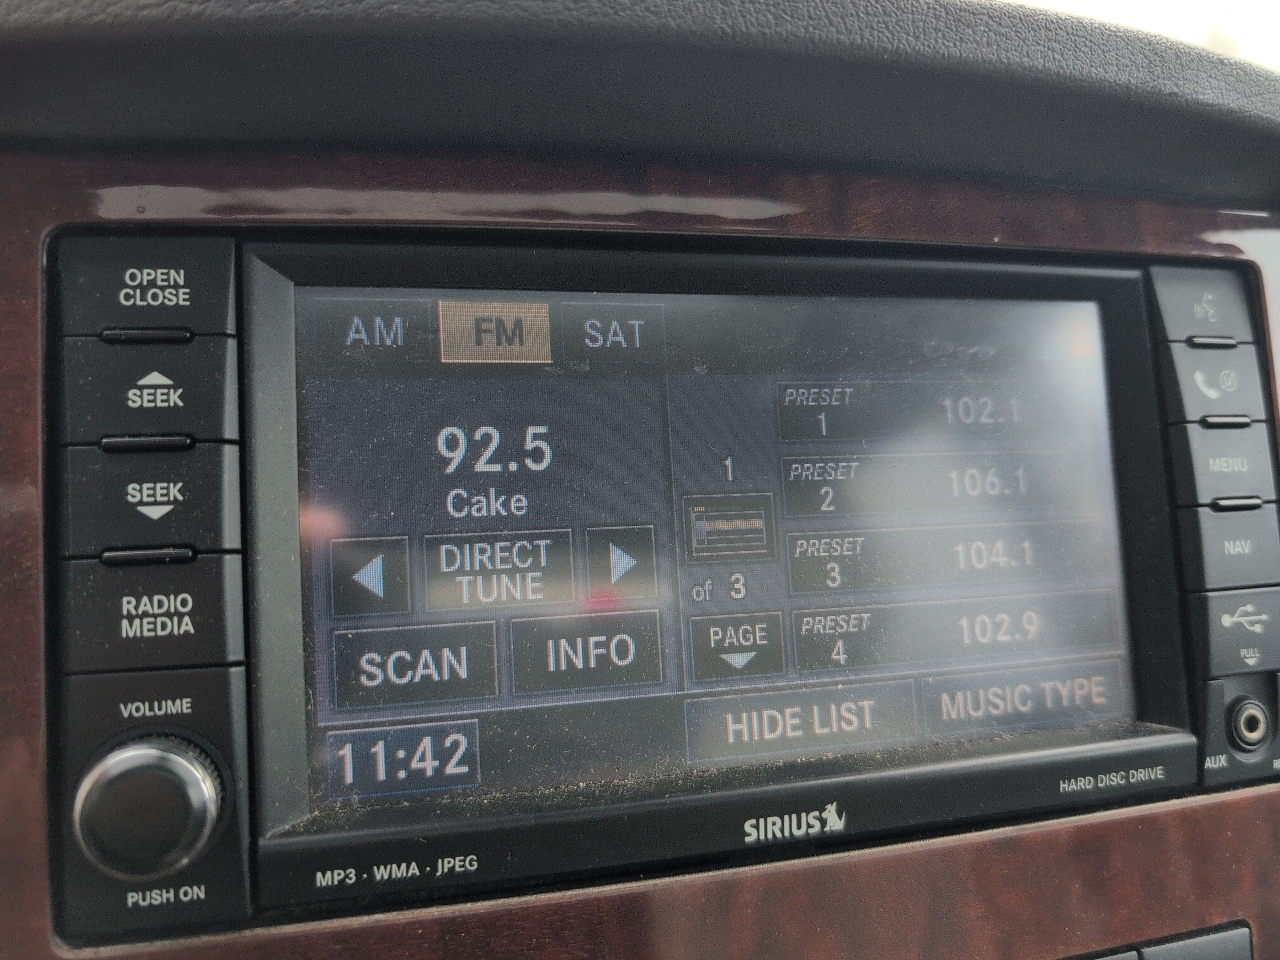 OPEN
CLOSE
SEEK
SEEK
RADIO
MEDIA
VOLUME
PUSH ON
AM FM SAT
92.5
Cake
DIRECT
TUNE
SCAN INFO
11:42
1
of 3
PAGE
PRESET
1 102.1
PRESET
2 106.1
PRESET
3 104.1
PRESET
4 102.9
HIDE LIST MUSIC TYPE
MP3 · WMA · JPEG
SIRIUS
HARD DISC DRIVE
MENU
NAV
PULL
AUX